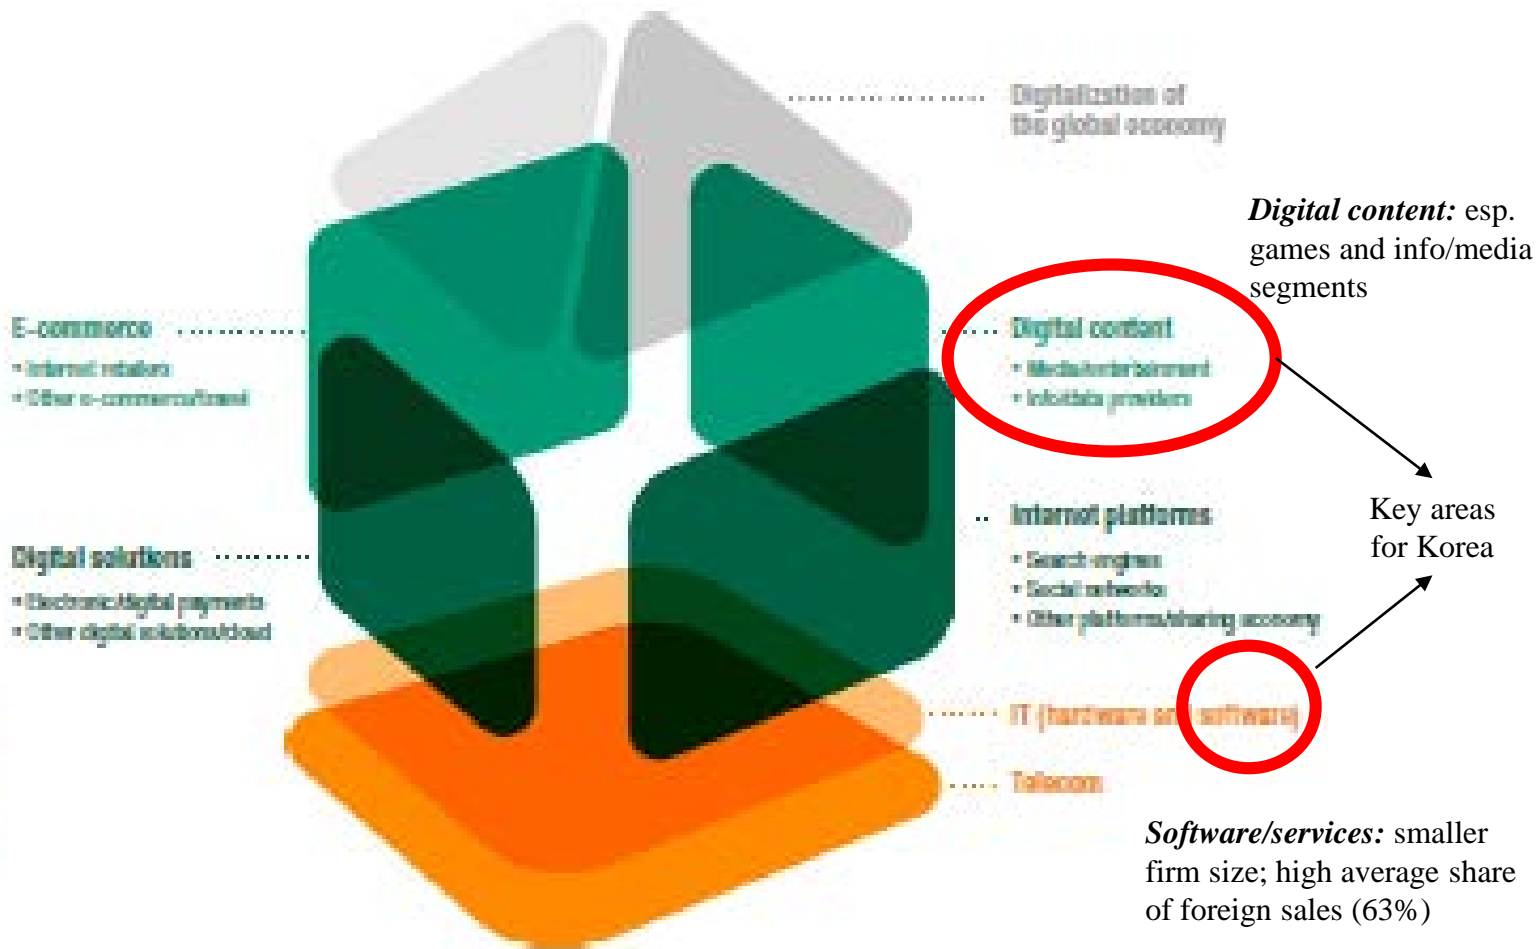 Digitalization of
the global economy
Digital content: esp.
games and info/media
segments
E-commerce
• Internet retailers
• Other e-commerce/travel
Digital content
• Media/entertainment
• Info/data providers
Key areas
for Korea
Internet platforms
• Search engines
• Social networks
• Other platforms/sharing economy
Digital solutions
• Electronic/digital payments
• Other digital solutions/cloud
IT (hardware and software)
Telecom
Software/services: smaller
firm size; high average share
of foreign sales (63%)